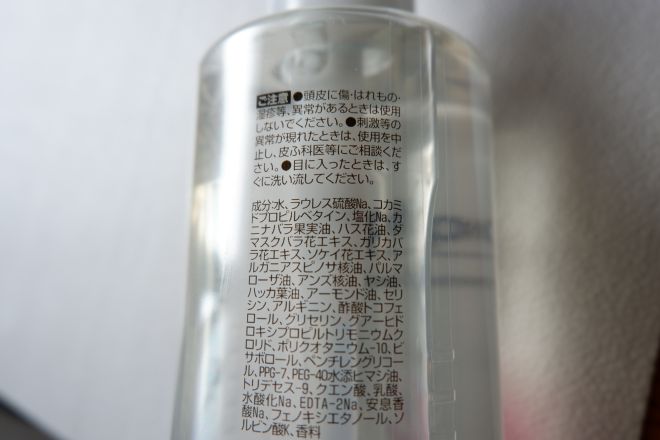 ご注意 ●頭皮に傷・はれもの・
湿疹等、異常があるときは使用
しないでください。●刺激等の
異常が現れたときは、使用を中
止し、皮ふ科医等にご相談くだ
さい。●目に入ったときは、す
ぐに洗い流してください。
成分:水、ラウレス硫酸Na、コカミ
ドプロピルベタイン、塩化Na、カ
ニナバラ果実油、ハス花油、ダ
マスクバラ花エキス、ガリカバ
ラ花エキス、ソケイ花エキス、ア
ルガニアスピノサ核油、パルマ
ローザ油、アンズ核油、ヤシ油、
ハッカ葉油、アーモンド油、セリ
シン、アルギニン、酢酸トコフェ
ロール、グリセリン、グアーヒド
ロキシプロピルトリモニウムク
ロリド、ポリクオタニウム-10、ビ
サボロール、ペンチレングリコー
ル、PPG-7、PEG-40水添ヒマシ油、
トリデセス-9、クエン酸、乳酸、
水酸化Na、EDTA-2Na、安息香
酸Na、フェノキシエタノール、ソ
ルビン酸K、香料